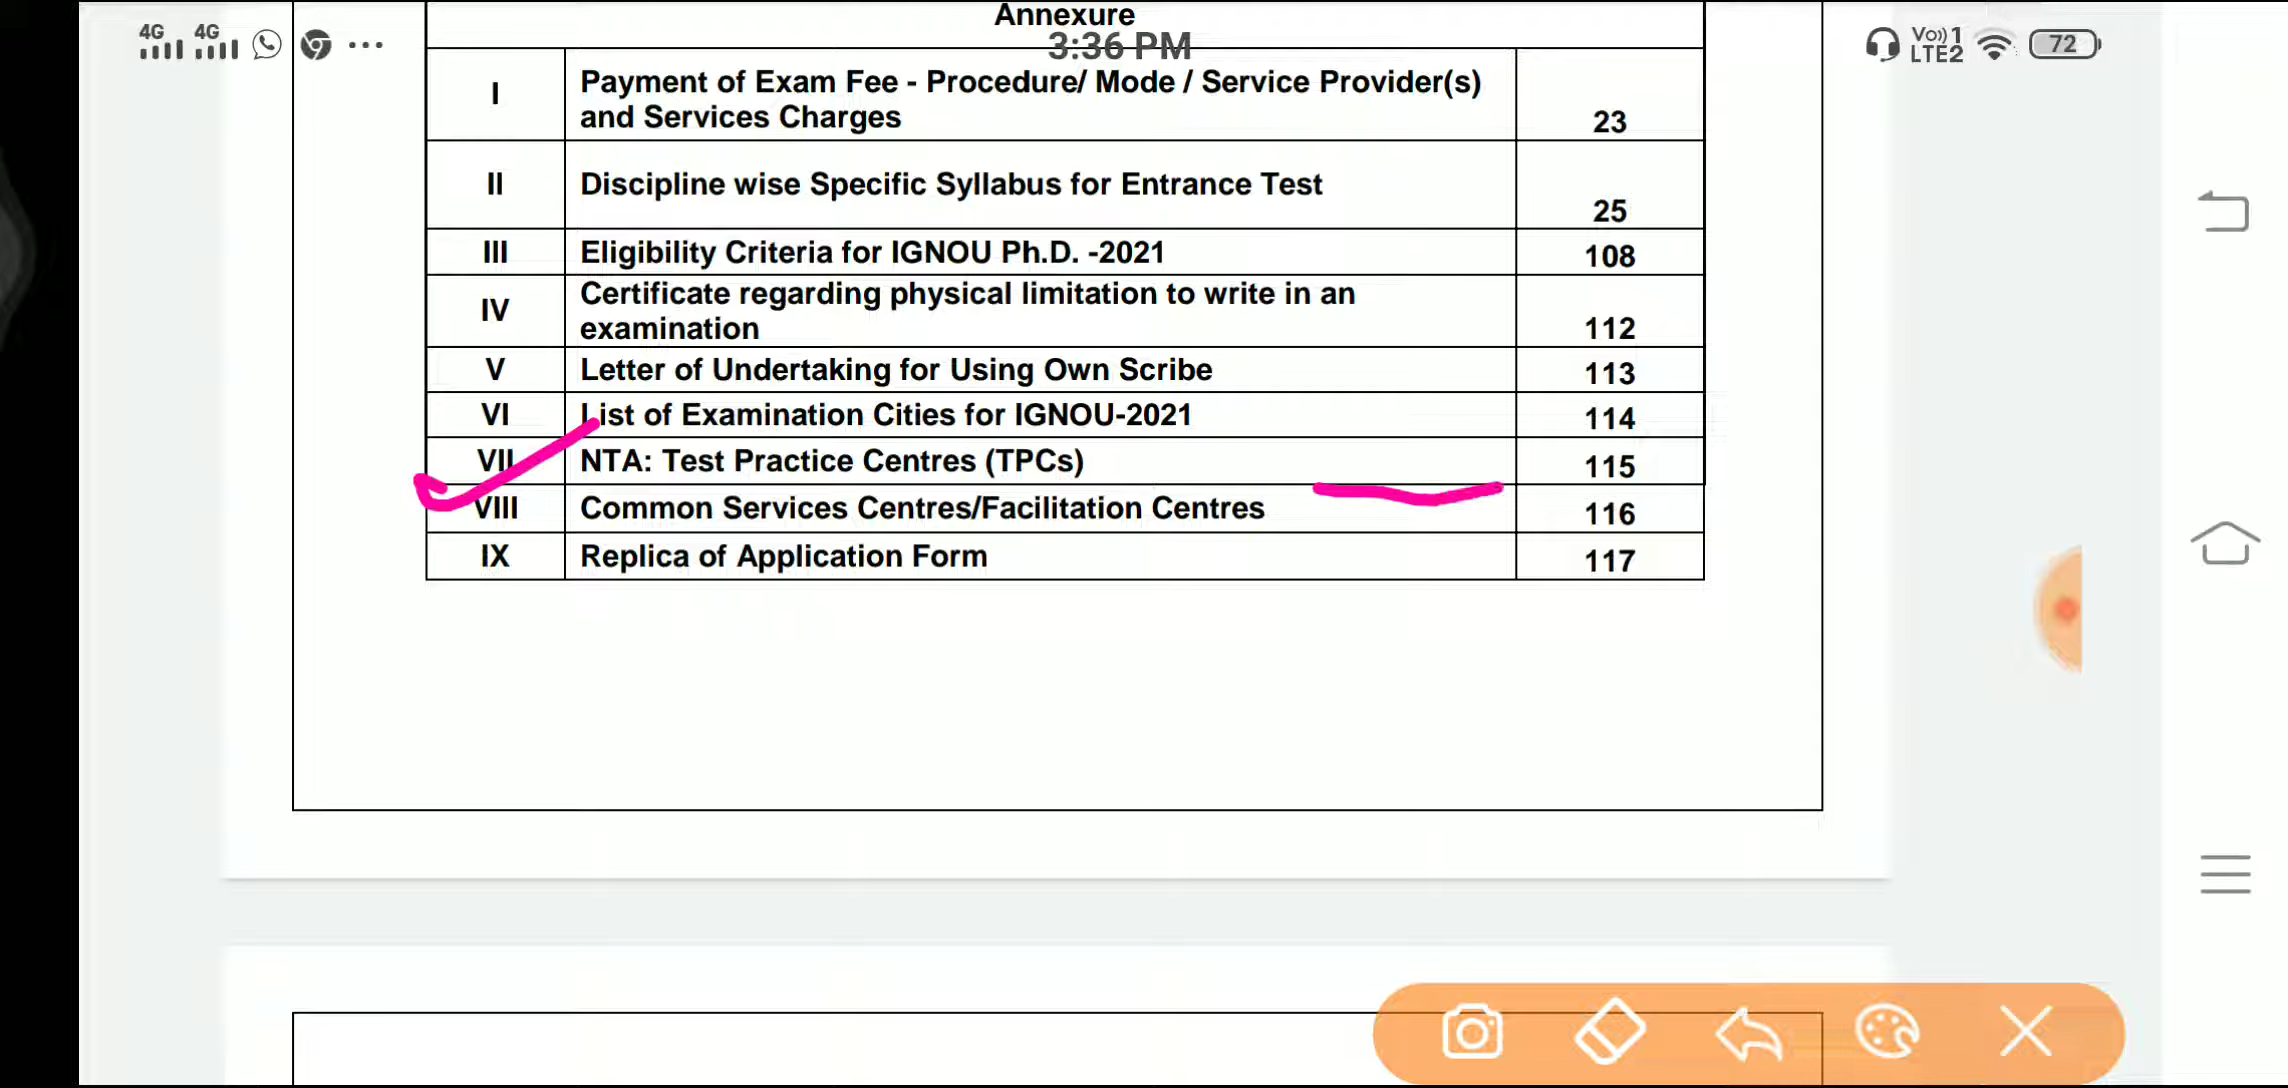 Annexure
4G 4G
3:36 PM
Vo)) 1
LTE2
72
I
Payment of Exam Fee - Procedure/ Mode / Service Provider(s)
and Services Charges
23
II
Discipline wise Specific Syllabus for Entrance Test
25
III Eligibility Criteria for IGNOU Ph.D. -2021 108
IV
Certificate regarding physical limitation to write in an
examination
112
V Letter of Undertaking for Using Own Scribe 113
VI List of Examination Cities for IGNOU-2021 114
VII NTA: Test Practice Centres (TPCs) 115
VIII Common Services Centres/Facilitation Centres 116
IX Replica of Application Form 117